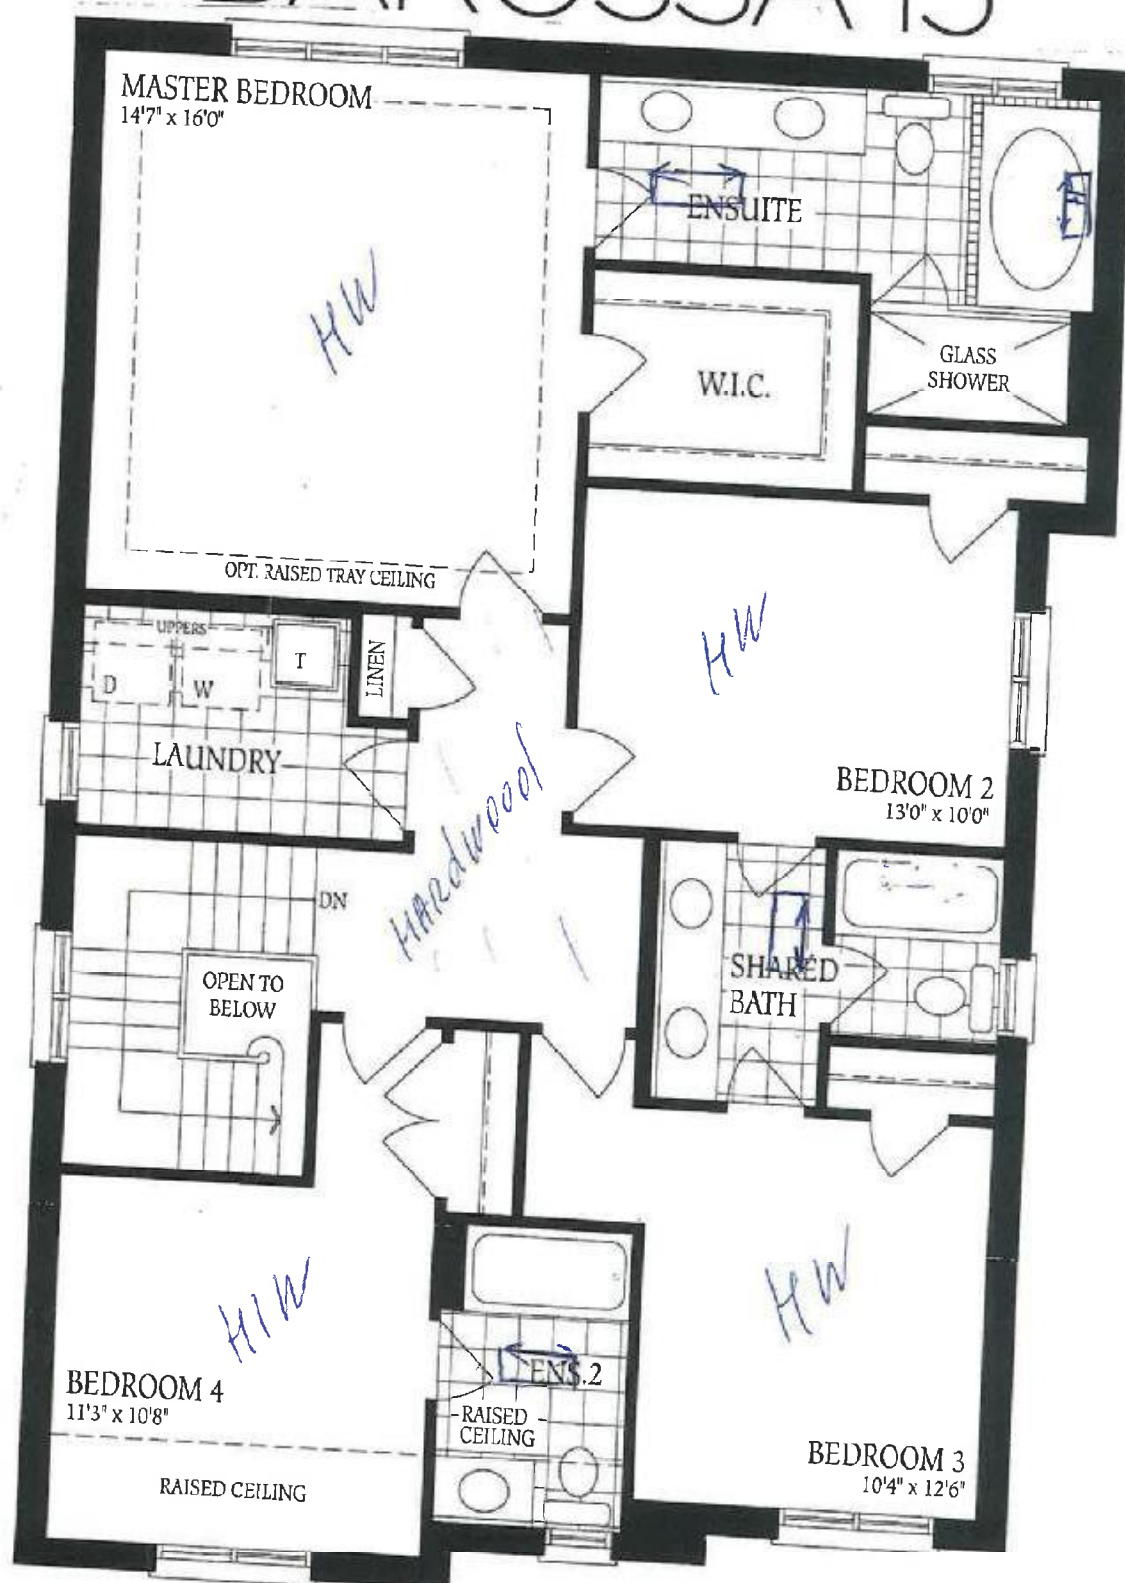 BAROSSA 15
MASTER BEDROOM
14'7" x 16'0"
ENSUITE
HW
W.I.C.
GLASS
SHOWER
OPT. RAISED TRAY CEILING
UPPERS
D
W
T
LINEN
HW
LAUNDRY
BEDROOM 2
13'0" x 10'0"
HARDWOOD
DN
OPEN TO
BELOW
SHARED
BATH
HW
HW
ENS.2
BEDROOM 4
11'3" x 10'8"
RAISED
CEILING
BEDROOM 3
10'4" x 12'6"
RAISED CEILING